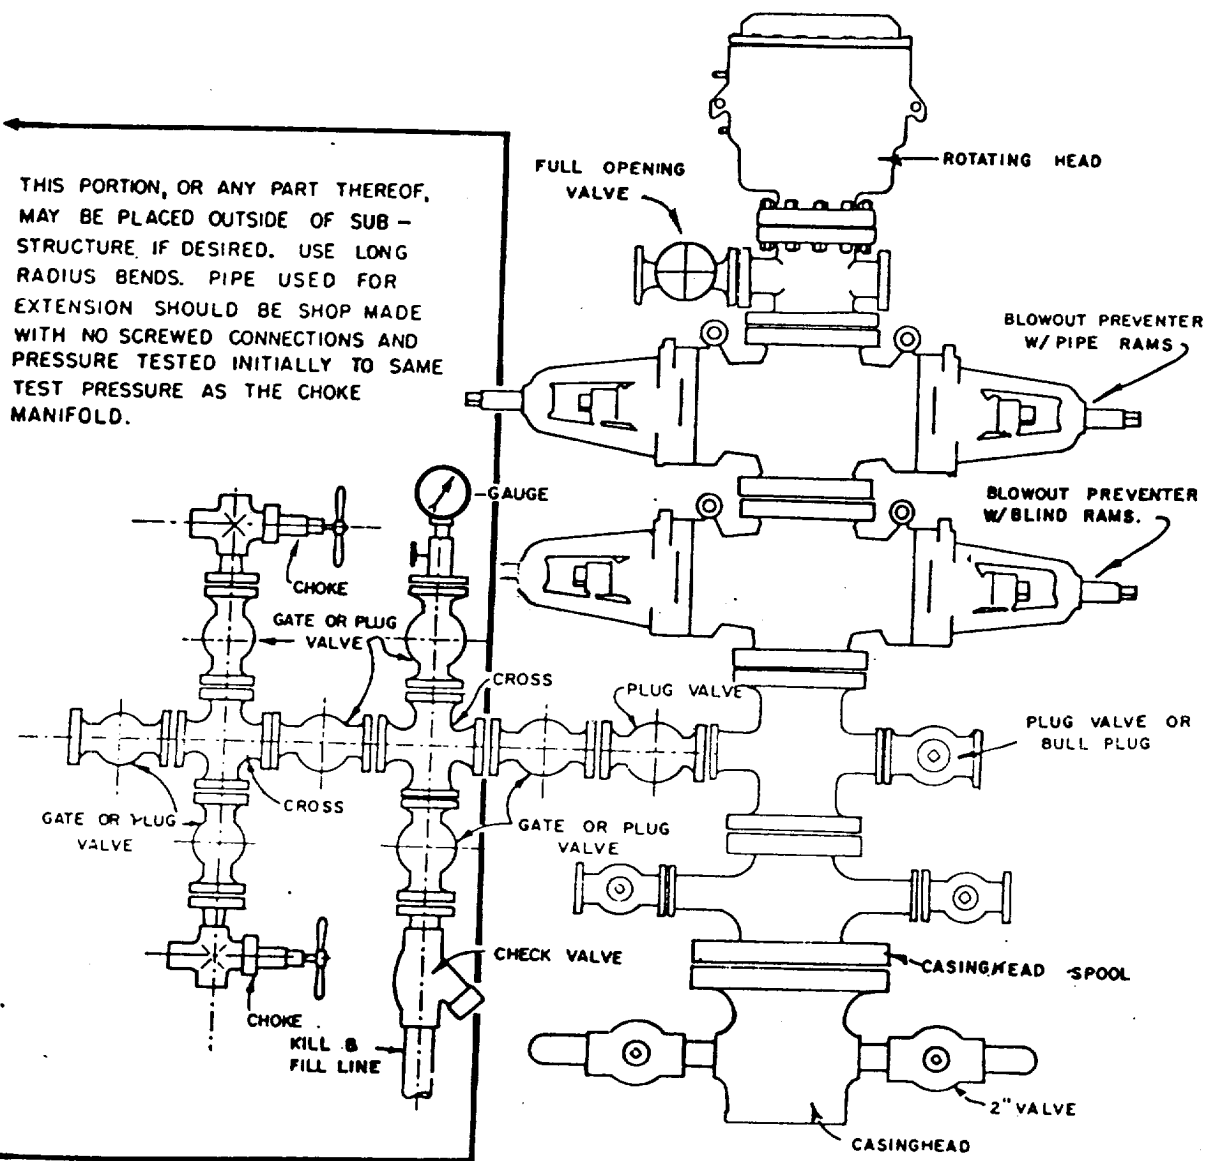 THIS PORTION, OR ANY PART THEREOF,
MAY BE PLACED OUTSIDE OF SUB-
STRUCTURE IF DESIRED. USE LONG
RADIUS BENDS. PIPE USED FOR
EXTENSION SHOULD BE SHOP MADE
WITH NO SCREWED CONNECTIONS AND
PRESSURE TESTED INITIALLY TO SAME
TEST PRESSURE AS THE CHOKE
MANIFOLD.
FULL OPENING
VALVE
ROTATING HEAD
BLOWOUT PREVENTER
W/ PIPE RAMS
BLOWOUT PREVENTER
W/BLIND RAMS.
GAUGE
CHOKE
GATE OR PLUG
VALVE
CROSS
PLUG VALVE
PLUG VALVE OR
BULL PLUG
CROSS
GATE OR PLUG
VALVE
GATE OR PLUG
VALVE
CHECK VALVE
CASINGHEAD SPOOL
CHOKE
KILL &
FILL LINE
2" VALVE
CASINGHEAD